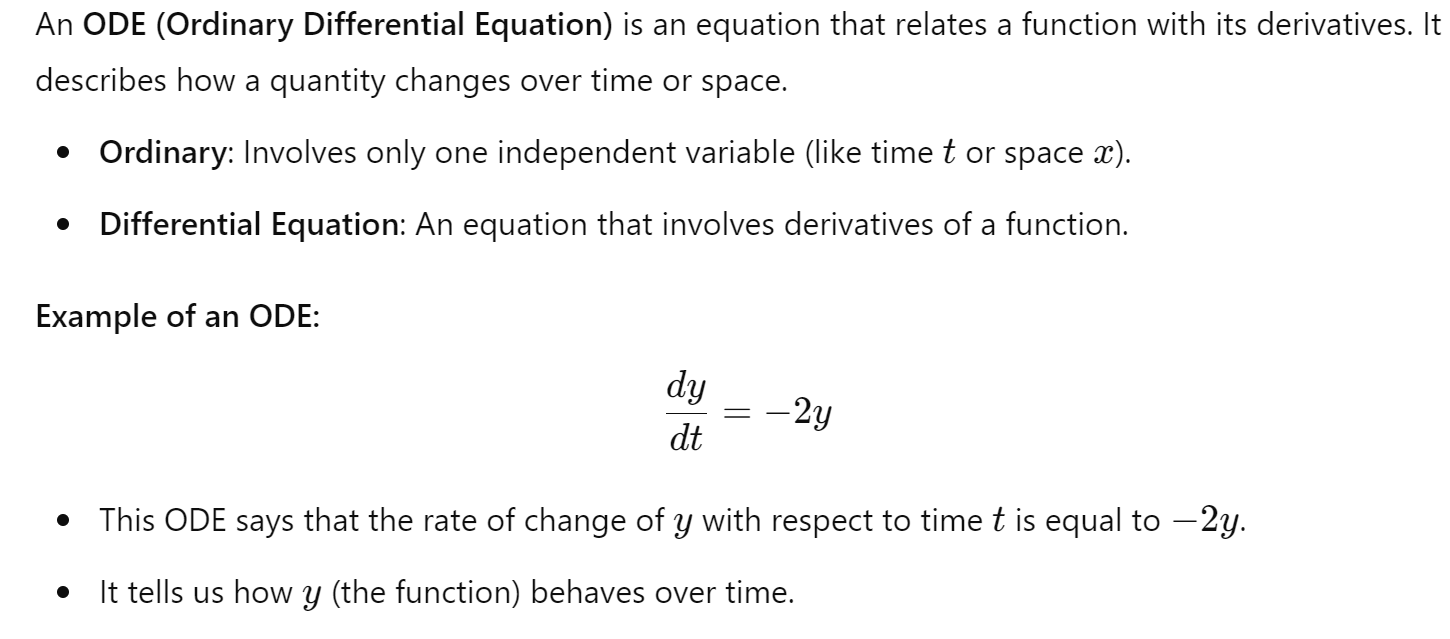 An ODE (Ordinary Differential Equation) is an equation that relates a function with its derivatives. It
describes how a quantity changes over time or space.
• Ordinary: Involves only one independent variable (like time t or space x).
• Differential Equation: An equation that involves derivatives of a function.
Example of an ODE:
dy/dt = −2y
• This ODE says that the rate of change of y with respect to time t is equal to −2y.
• It tells us how y (the function) behaves over time.